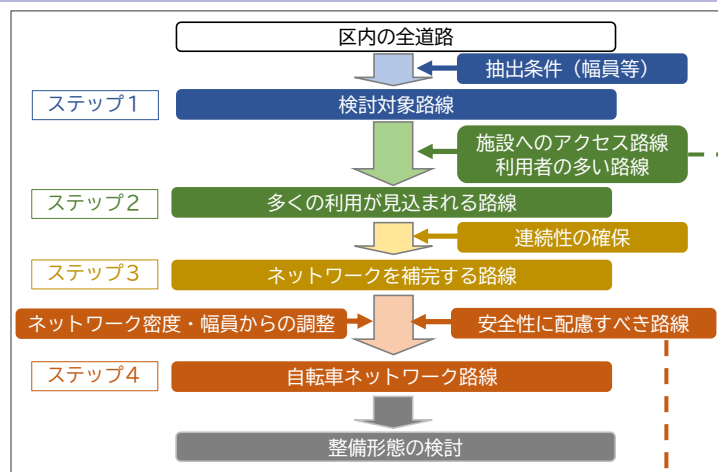 区内の全道路
抽出条件（幅員等）
ステップ１
検討対象路線
施設へのアクセス路線
利用者の多い路線
ステップ２
多くの利用が見込まれる路線
連続性の確保
ステップ３
ネットワークを補完する路線
ネットワーク密度・幅員からの調整
安全性に配慮すべき路線
ステップ４
自転車ネットワーク路線
整備形態の検討